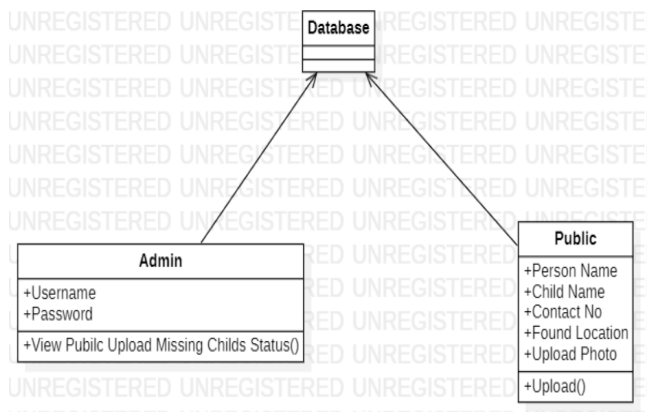 UNREGISTERED UNREGISTERED UNREGISTERED UNREGISTE
Database
Admin
+Username
+Password
+View Pubilc Upload Missing Childs Status()
Public
+Person Name
+Child Name
+Contact No
+Found Location
+Upload Photo
+Upload()